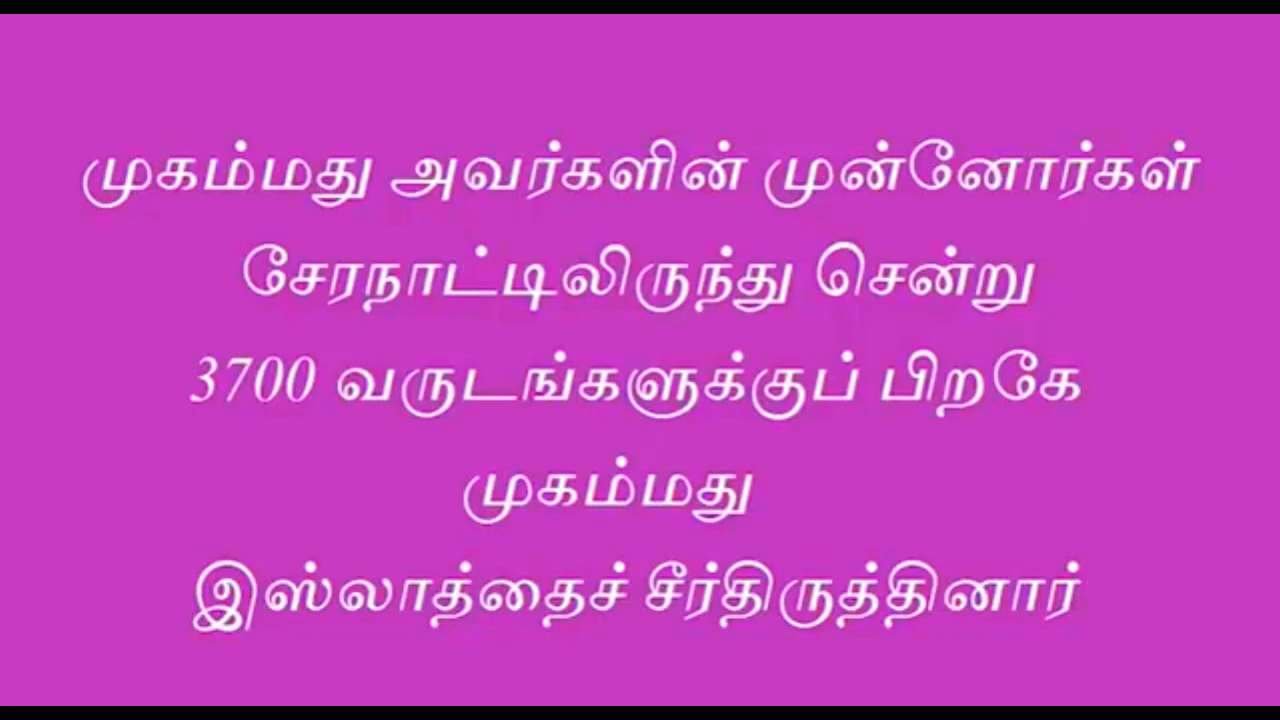 முகம்மது அவர்களின் முன்னோர்கள்
சேரநாட்டிலிருந்து சென்று
3700 வருடங்களுக்குப் பிறகே
முகம்மது
இஸ்லாத்தைச் சீர்திருத்தினார்